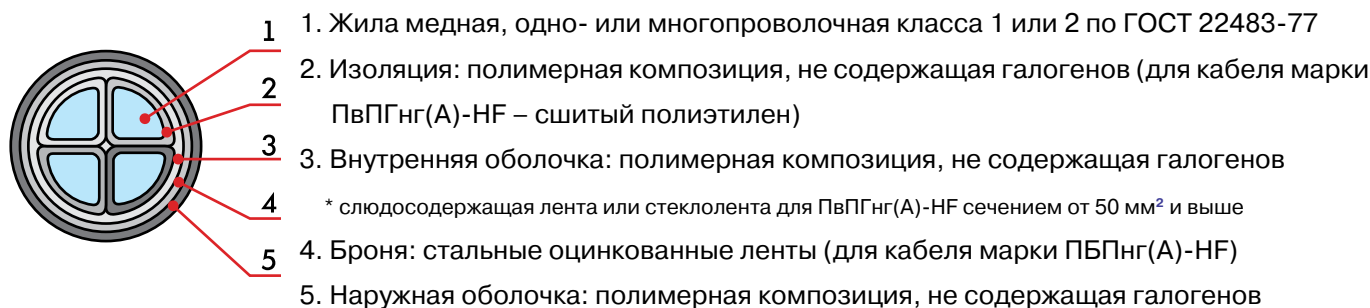 1
2
3
4
5
1. Жила медная, одно- или многопроволочная класса 1 или 2 по ГОСТ 22483-77
2. Изоляция: полимерная композиция, не содержащая галогенов (для кабеля марки
ПвПГнг(А)-HF – сшитый полиэтилен)
3. Внутренняя оболочка: полимерная композиция, не содержащая галогенов
* слюдосодержащая лента или стеклолента для ПвПГнг(А)-HF сечением от 50 мм² и выше
4. Броня: стальные оцинкованные ленты (для кабеля марки ПБПнг(А)-HF)
5. Наружная оболочка: полимерная композиция, не содержащая галогенов